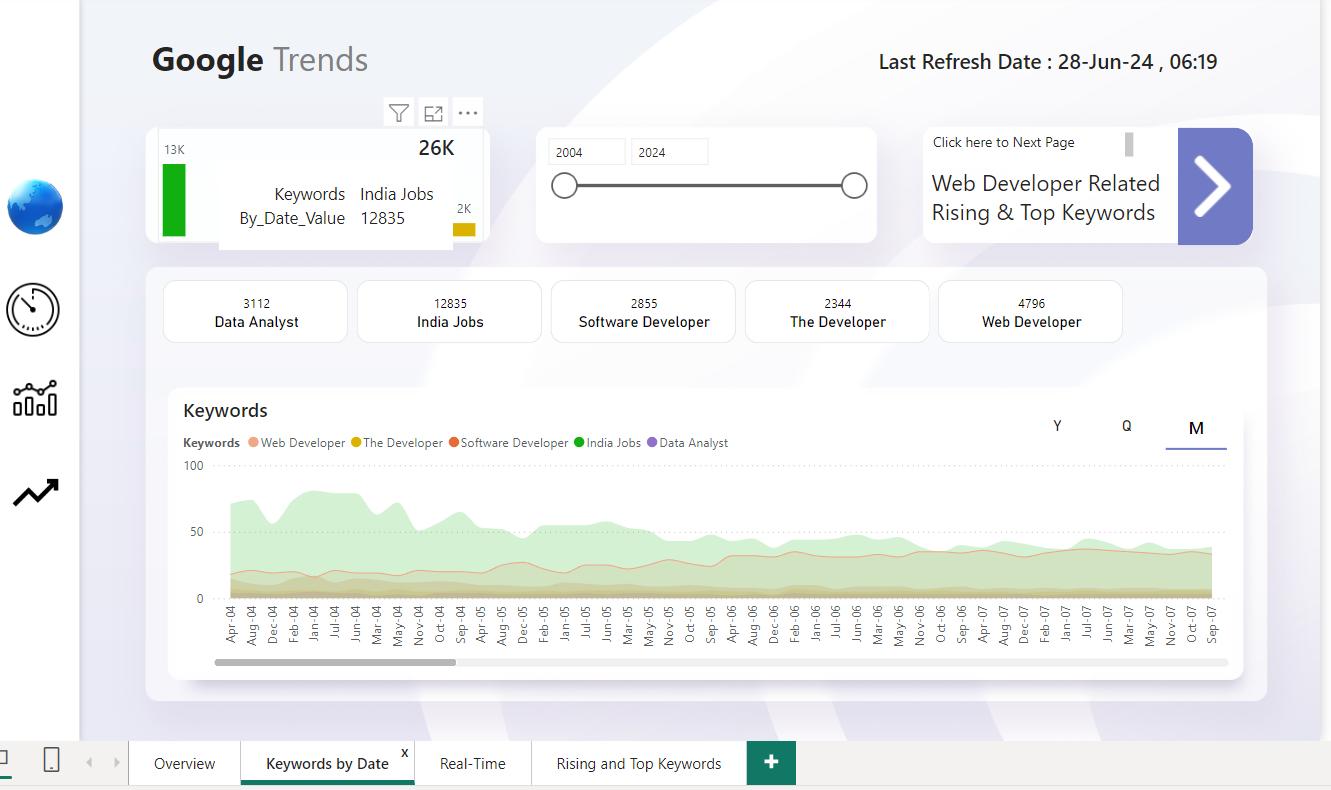 Google Trends
Last Refresh Date : 28-Jun-24 , 06:19
13K
26K
Keywords India Jobs
By_Date_Value 12835
2K
2004 2024
Click here to Next Page
Web Developer Related
Rising & Top Keywords
3112
Data Analyst
12835
India Jobs
2855
Software Developer
2344
The Developer
4796
Web Developer
Keywords
Y Q M
Keywords Web Developer The Developer Software Developer India Jobs Data Analyst
100
50
0
Apr-04 Aug-04 Dec-04 Feb-04 Jan-04 Jul-04 Jun-04 Mar-04 May-04 Nov-04 Oct-04 Sep-04 Apr-05 Aug-05 Dec-05 Feb-05 Jan-05 Jul-05 Jun-05 Mar-05 May-05 Nov-05 Oct-05 Sep-05 Apr-06 Aug-06 Dec-06 Feb-06 Jan-06 Jul-06 Jun-06 Mar-06 May-06 Nov-06 Oct-06 Sep-06 Apr-07 Aug-07 Dec-07 Feb-07 Jan-07 Jul-07 Jun-07 Mar-07 May-07 Nov-07 Oct-07 Sep-07
Overview
Keywords by Date x
Real-Time
Rising and Top Keywords
+